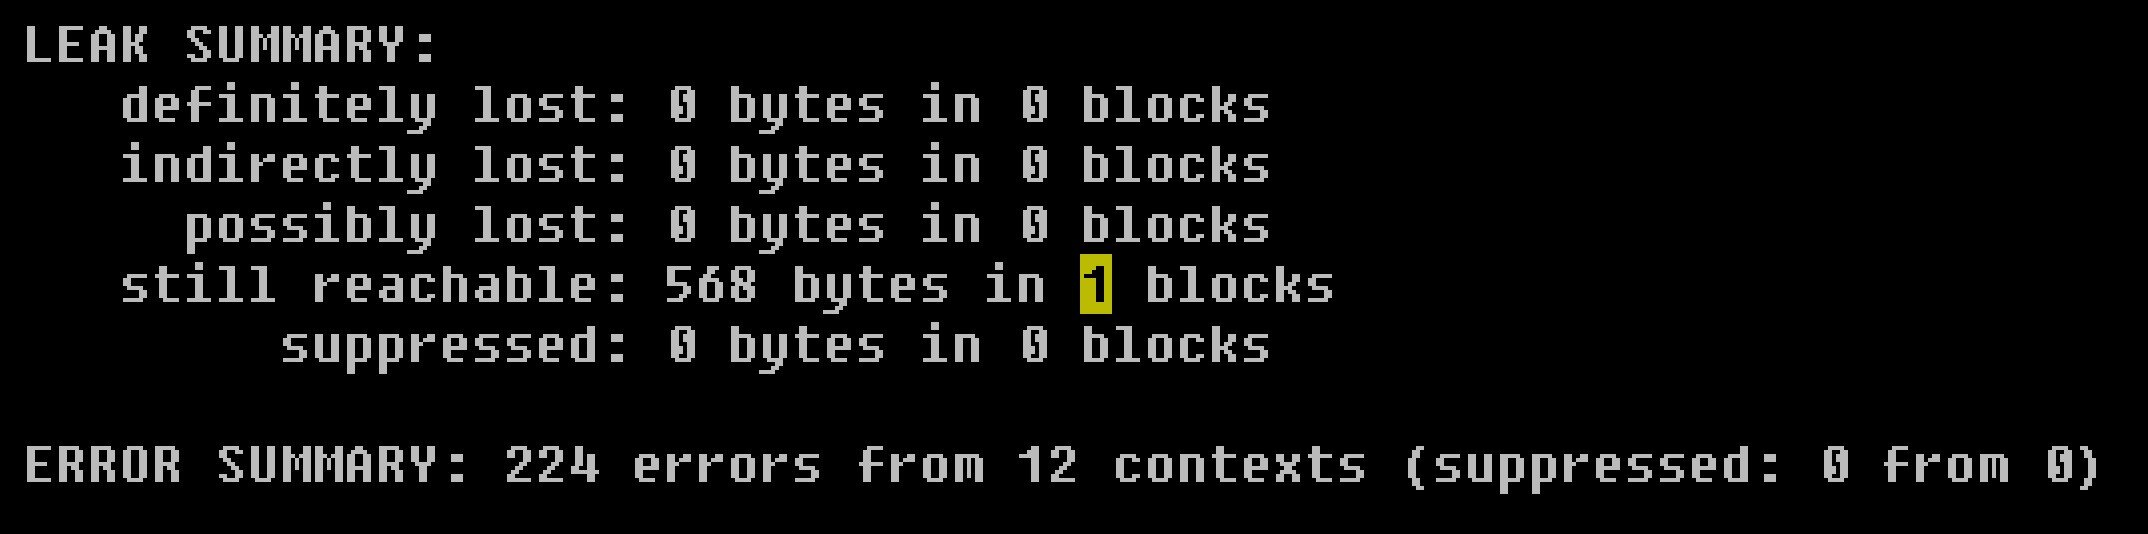 LEAK SUMMARY:
definitely lost: 0 bytes in 0 blocks
indirectly lost: 0 bytes in 0 blocks
possibly lost: 0 bytes in 0 blocks
still reachable: 568 bytes in 1 blocks
suppressed: 0 bytes in 0 blocks
ERROR SUMMARY: 224 errors from 12 contexts (suppressed: 0 from 0)